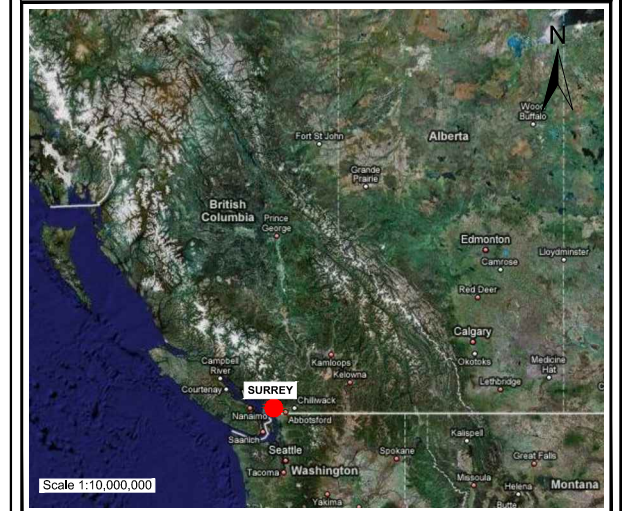 N
Wood
Buffalo
Fort St John
Alberta
Grande
Prairie
British
Columbia
Prince
George
Edmonton
Camrose
Lloydminster
Red Deer
Calgary
Okotoks
Medicine
Hat
Campbell
River
Kamloops
Kelowna
Courtenay
SURREY
Lethbridge
Chilliwack
Nanaimo
Abbotsford
Saanich
Kalispell
Seattle
Spokane
Great Falls
Tacoma
Washington
Missoula
Helena
Montana
Scale 1:10,000,000
Yakima
Butte